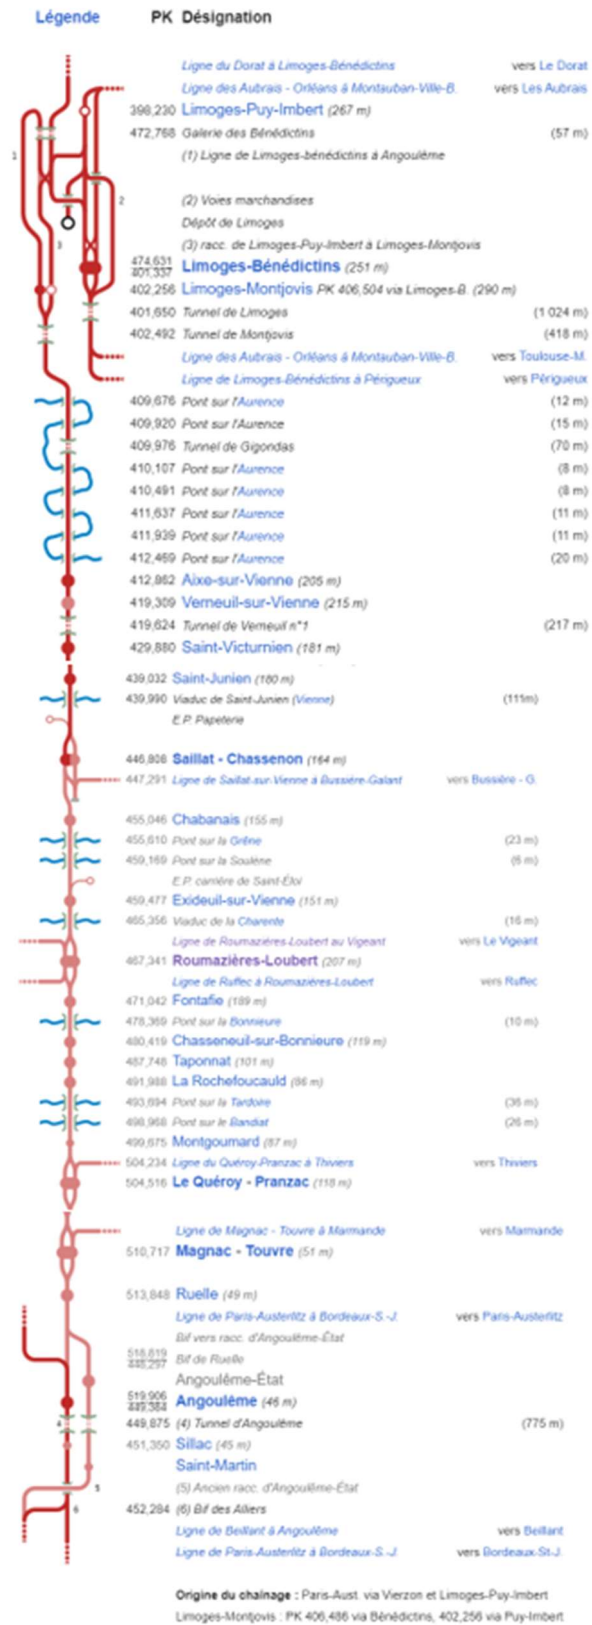 Légende PK Désignation
Ligne du Dorat à Limoges-Bénédictins vers Le Dorat
Ligne des Aubrais - Orléans à Montauban-Ville-B. vers Les Aubrais
398,230 Limoges-Puy-Imbert (267 m)
472,768 Galerie des Bénédictins (57 m)
1 (1) Ligne de Limoges-bénédictins à Angoulême
2 (2) Voies marchandises
Dépôt de Limoges
3 (3) racc. de Limoges-Puy-Imbert à Limoges-Montjovis
474,631
401,337 Limoges-Bénédictins (251 m)
402,256 Limoges-Montjovis PK 406,504 via Limoges-B. (290 m)
401,650 Tunnel de Limoges (1 024 m)
402,492 Tunnel de Montjovis (418 m)
Ligne des Aubrais - Orléans à Montauban-Ville-B. vers Toulouse-M.
Ligne de Limoges-Bénédictins à Périgueux vers Périgueux
409,676 Pont sur l'Aurence (12 m)
409,920 Pont sur l'Aurence (15 m)
409,976 Tunnel de Gigondas (70 m)
410,107 Pont sur l'Aurence (8 m)
410,491 Pont sur l'Aurence (8 m)
411,637 Pont sur l'Aurence (11 m)
411,939 Pont sur l'Aurence (11 m)
412,469 Pont sur l'Aurence (20 m)
412,862 Aixe-sur-Vienne (205 m)
419,309 Verneuil-sur-Vienne (215 m)
419,624 Tunnel de Verneuil n°1 (217 m)
429,880 Saint-Victurnien (181 m)
439,032 Saint-Junien (180 m)
439,990 Viaduc de Saint-Junien (Vienne) (111m)
E.P. Papeterie
446,808 Saillat - Chassenon (164 m)
447,291 Ligne de Saillat-sur-Vienne à Bussière-Galant vers Bussière - G.
455,046 Chabanais (155 m)
455,610 Pont sur la Grêne (23 m)
459,169 Pont sur la Soulène (6 m)
E.P. carrière de Saint-Éloi
459,477 Exideuil-sur-Vienne (151 m)
465,356 Viaduc de la Charente (16 m)
Ligne de Roumazières-Loubert au Vigeant vers Le Vigeant
467,341 Roumazières-Loubert (207 m)
Ligne de Ruffec à Roumazières-Loubert vers Ruffec
471,042 Fontafie (189 m)
478,369 Pont sur la Bonnieure (10 m)
480,419 Chasseneuil-sur-Bonnieure (119 m)
487,748 Taponnat (101 m)
491,988 La Rochefoucauld (86 m)
493,694 Pont sur la Tardoire (36 m)
498,968 Pont sur le Bandiat (26 m)
499,675 Montgoumard (87 m)
504,234 Ligne du Quéroy-Pranzac à Thiviers vers Thiviers
504,516 Le Quéroy - Pranzac (118 m)
Ligne de Magnac - Touvre à Marmande vers Marmande
510,717 Magnac - Touvre (51 m)
513,848 Ruelle (49 m)
Ligne de Paris-Austerlitz à Bordeaux-S.-J. vers Paris-Austerlitz
Bif vers racc. d'Angoulême-État
518,819
448,297 Bif de Ruelle
Angoulême-État
519,906
449,384 Angoulême (46 m)
4 449,875 (4) Tunnel d'Angoulême (775 m)
451,350 Sillac (45 m)
Saint-Martin
5 (5) Ancien racc. d'Angoulême-État
6 452,284 (6) Bif des Alliers
Ligne de Beillant à Angoulême vers Beillant
Ligne de Paris-Austerlitz à Bordeaux-S.-J. vers Bordeaux-St-J.
Origine du chaînage : Paris-Aust. via Vierzon et Limoges-Puy-Imbert
Limoges-Montjovis : PK 406,486 via Bénédictins, 402,256 via Puy-Imbert